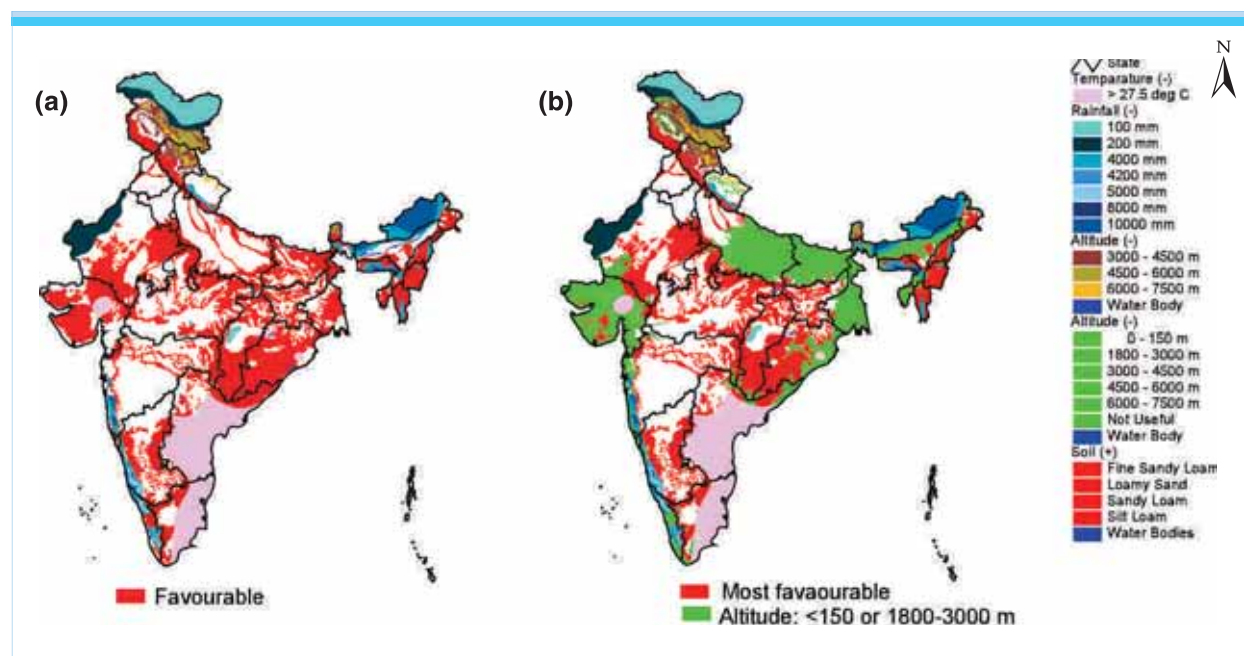 N
(a)
(b)
State
Temparature (-)
> 27.5 deg C
Rainfall (-)
100 mm
200 mm
4000 mm
4200 mm
5000 mm
8000 mm
10000 mm
Altitude (-)
3000 - 4500 m
4500 - 6000 m
6000 - 7500 m
Water Body
Altitude (-)
0 - 150 m
1800 - 3000 m
3000 - 4500 m
4500 - 6000 m
6000 - 7500 m
Not Useful
Water Body
Soil (+)
Fine Sandy Loam
Loamy Sand
Sandy Loam
Silt Loam
Water Bodies
Favourable
Most favaourable
Altitude: <150 or 1800-3000 m